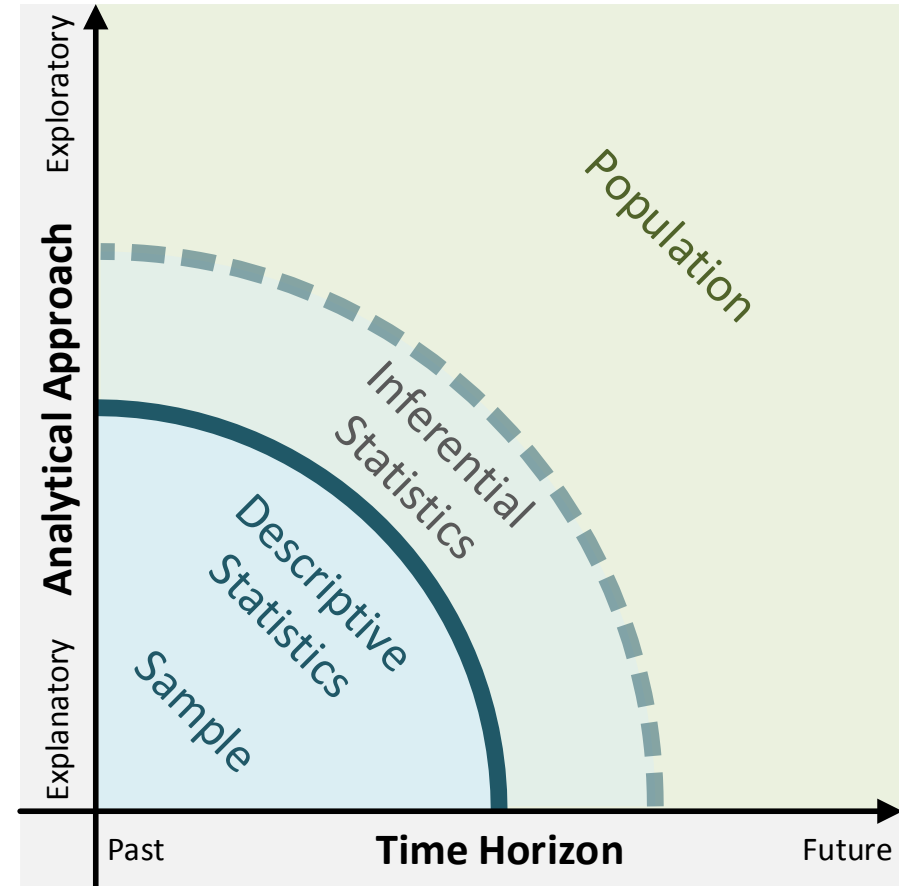 Exploratory
Analytical Approach
Explanatory
Population
Inferential
Statistics
Descriptive
Statistics
Sample
Past
Time Horizon
Future